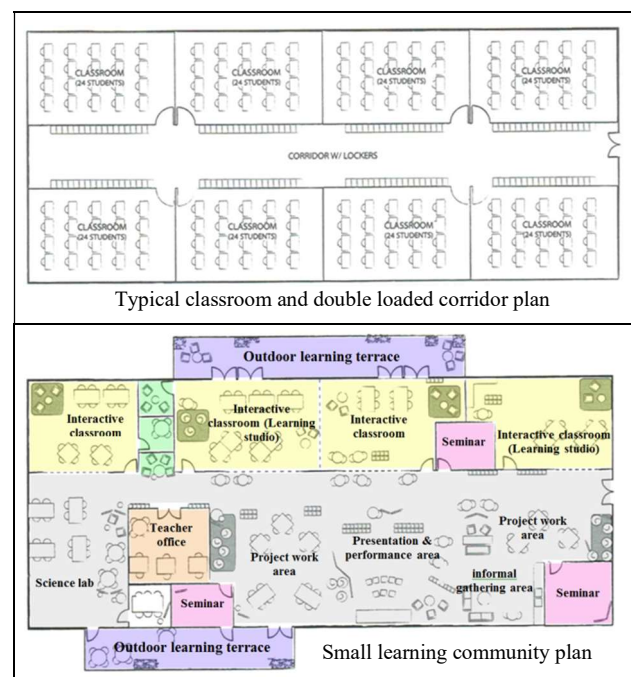 CLASSROOM
(24 STUDENTS)
CLASSROOM
(24 STUDENTS)
CLASSROOM
(24 STUDENTS)
CLASSROOM
(24 STUDENTS)
CORRIDOR W/ LOCKERS
CLASSROOM
(24 STUDENTS)
CLASSROOM
(24 STUDENTS)
CLASSROOM
(24 STUDENTS)
CLASSROOM
(24 STUDENTS)
Typical classroom and double loaded corridor plan
Outdoor learning terrace
Interactive
classroom
Interactive
classroom (Learning
studio)
Interactive
classroom
Seminar
Interactive classroom
(Learning studio)
Science lab
Teacher
office
Project work
area
Presentation &
performance area
Project work
area
informal
gathering area
Seminar
Seminar
Outdoor learning terrace
Small learning community plan